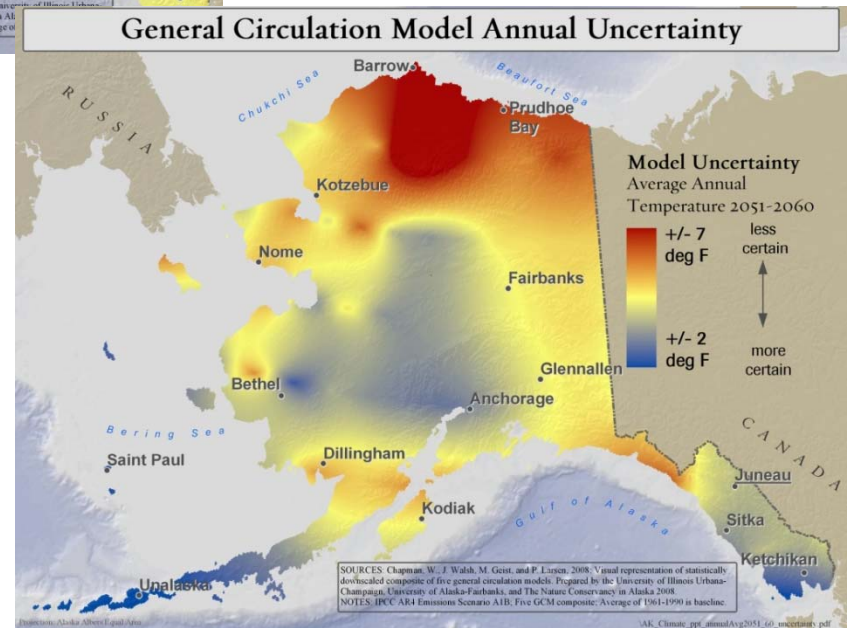 General Circulation Model Annual Uncertainty
Barrow
Beaufort Sea
Chukchi Sea
Prudhoe
Bay
RUSSIA
Kotzebue
Nome
Fairbanks
Glennallen
Bethel
Anchorage
Bering Sea
Saint Paul
Dillingham
Kodiak
Gulf of Alaska
Unalaska
CANADA
Juneau
Sitka
Ketchikan
Model Uncertainty
Average Annual
Temperature 2051-2060
+/- 7
deg F
less
certain
+/- 2
deg F
more
certain
SOURCES: Chapman, W., J. Walsh, M. Geist, and P. Larsen, 2008; Visual representation of statistically
downscaled composite of five general circulation models. Prepared by the University of Illinois Urbana-
Champaign, University of Alaska-Fairbanks, and The Nature Conservancy in Alaska 2008.
NOTES: IPCC AR4 Emissions Scenario A1B; Five GCM composite; Average of 1961-1990 is baseline.
Projection: Alaska Albers Equal Area
\AK_Climate_ppt_annualAvg2051_60_uncertainty.pdf